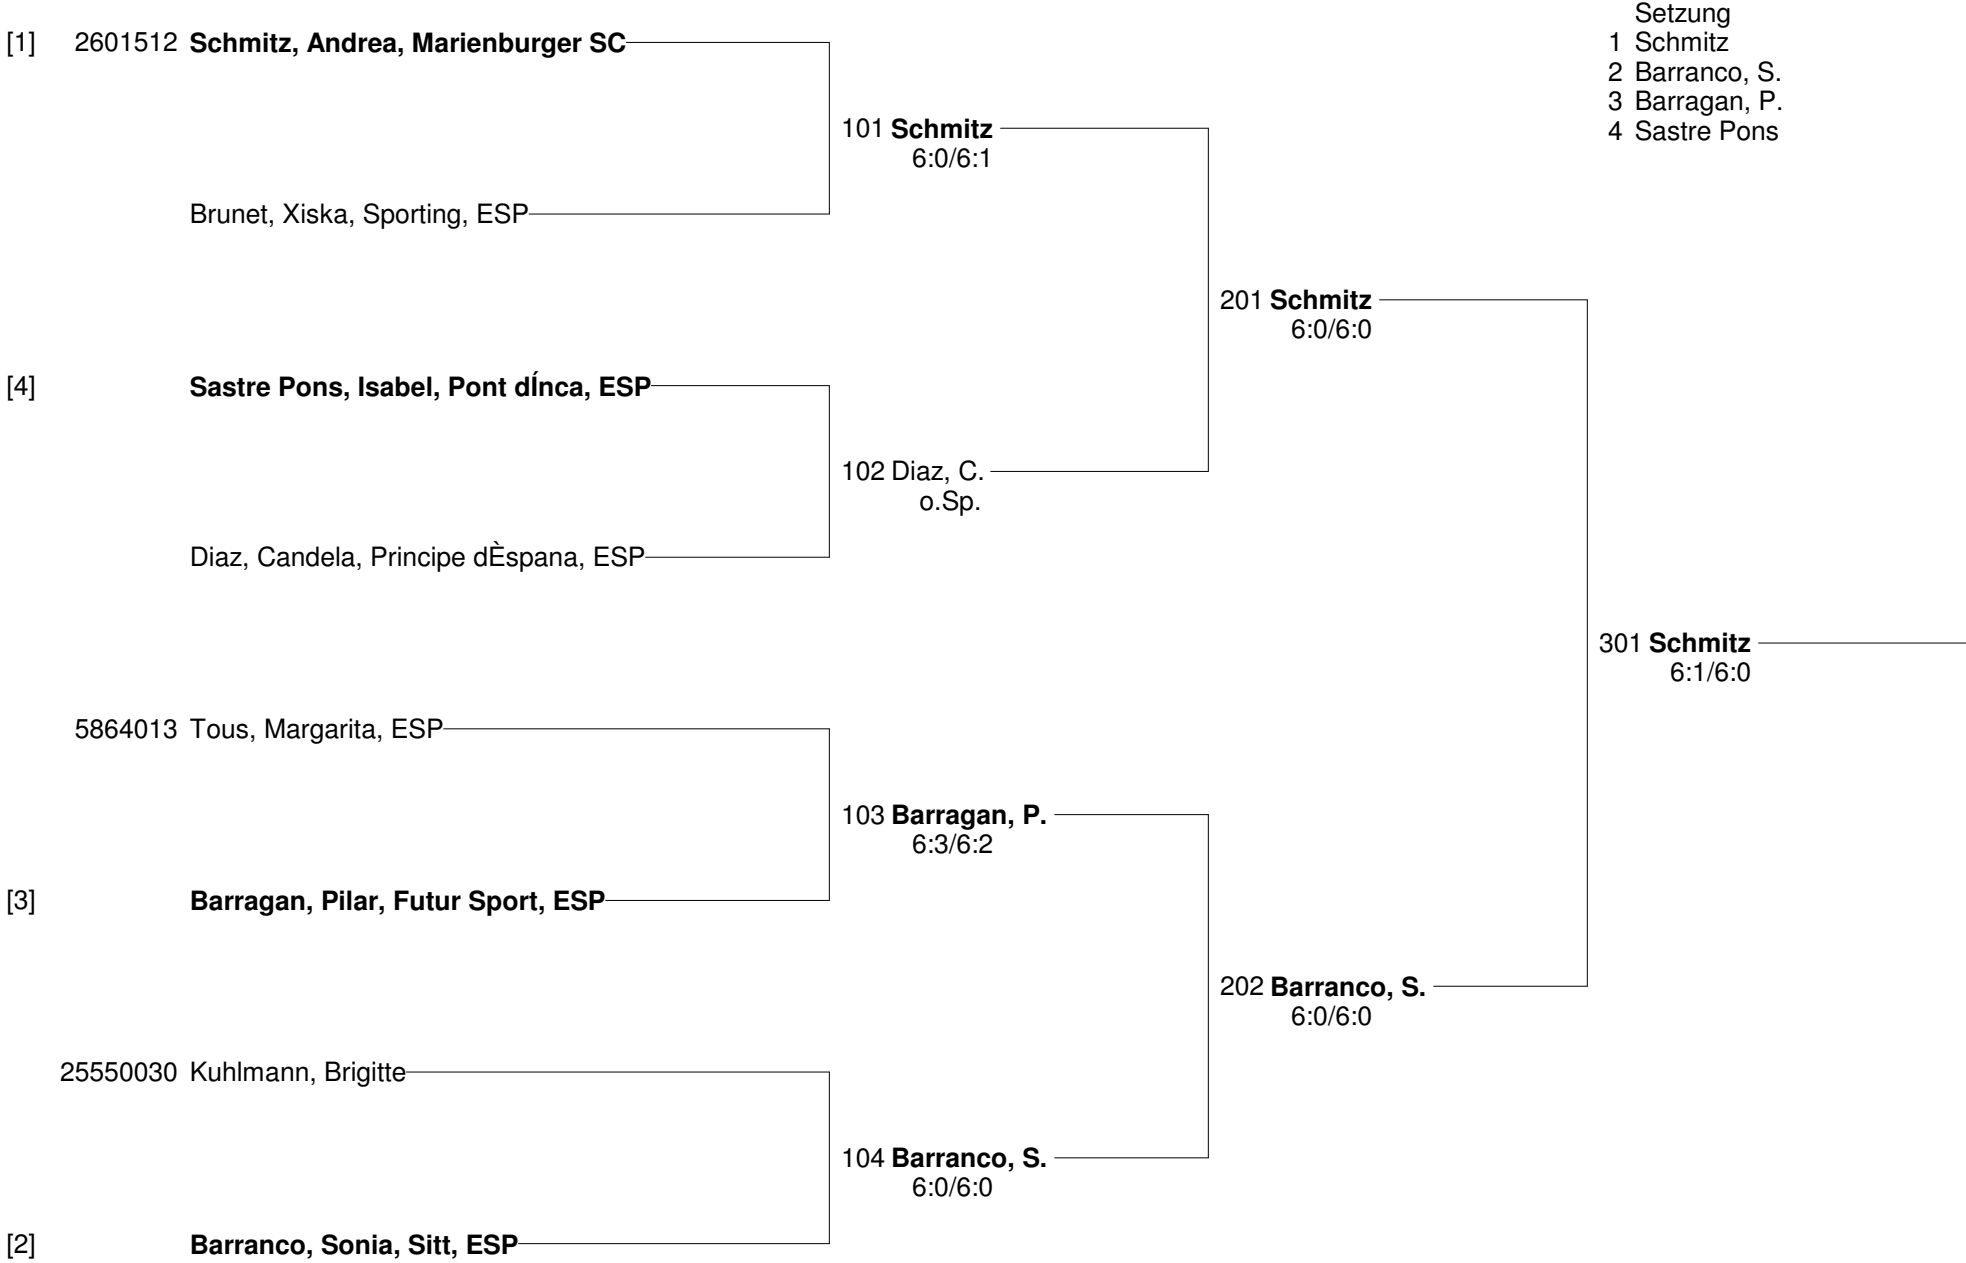 Setzung
1 Schmitz
2 Barranco, S.
3 Barragan, P.
4 Sastre Pons
[1] 2601512 Schmitz, Andrea, Marienburger SC
101 Schmitz
6:0/6:1
Brunet, Xiska, Sporting, ESP
201 Schmitz
6:0/6:0
[4] Sastre Pons, Isabel, Pont dÍnca, ESP
102 Diaz, C.
o.Sp.
Diaz, Candela, Principe dÈspana, ESP
301 Schmitz
6:1/6:0
5864013 Tous, Margarita, ESP
103 Barragan, P.
6:3/6:2
[3] Barragan, Pilar, Futur Sport, ESP
202 Barranco, S.
6:0/6:0
25550030 Kuhlmann, Brigitte
104 Barranco, S.
6:0/6:0
[2] Barranco, Sonia, Sitt, ESP